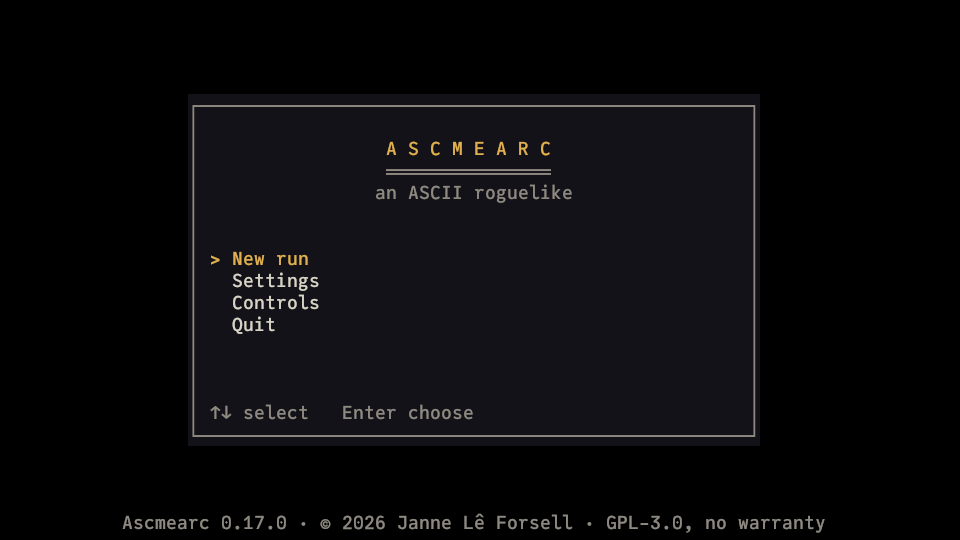 A S C M E A R C
an ASCII roguelike
> New run
Settings
Controls
Quit
↑↓ select   Enter choose
Ascmearc 0.17.0 · © 2026 Janne Lê Forsell · GPL-3.0, no warranty